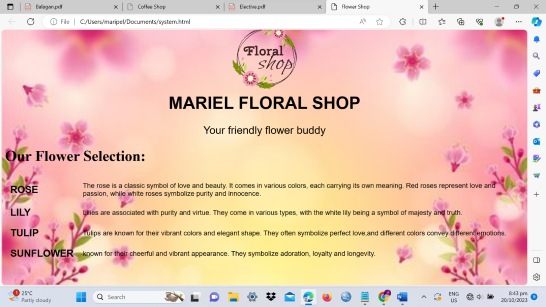 Balagan.pdf
Coffee Shop
Elective.pdf
Flower Shop
File
C:/Users/maripel/Documents/system.html
Floral
shop
MARIEL FLORAL SHOP
Your friendly flower buddy
Our Flower Selection:
ROSE
The rose is a classic symbol of love and beauty. It comes in various colors, each carrying its own meaning. Red roses represent love and
passion, while white roses symbolize purity and innocence.
LILY
Lilies are associated with purity and virtue. They come in various types, with the white lily being a symbol of majesty and truth.
TULIP
Tulips are known for their vibrant colors and elegant shape. They often symbolize perfect love,and different colors convey different emotions.
SUNFLOWER
known for their cheerful and vibrant appearance. They symbolize adoration, loyalty and longevity.
25°C
Partly cloudy
Search
ENG
US
8:43 pm
20/10/2023